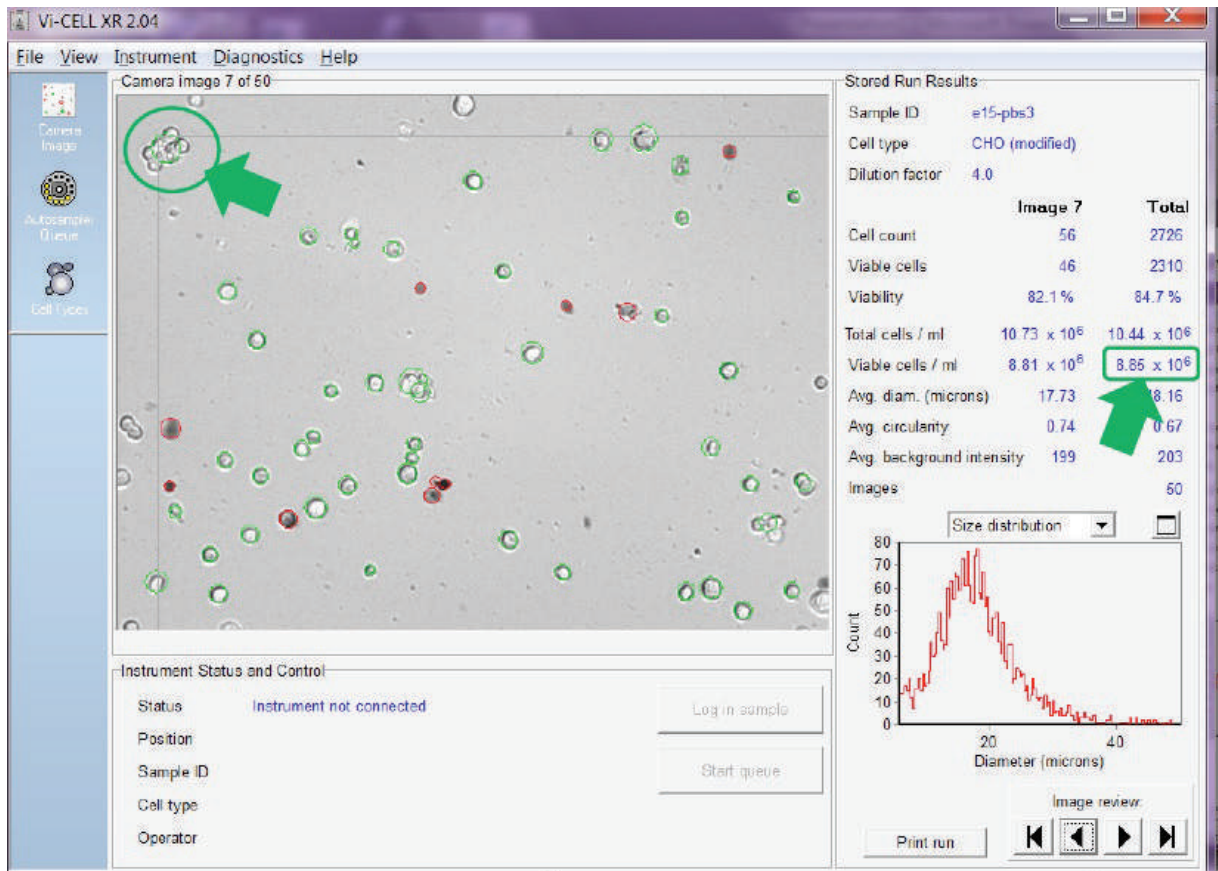 Vi-CELL XR 2.04
File View Instrument Diagnostics Help
Camera image 7 of 50
Camera
Image
Autosampler
Queue
Cell Types
Stored Run Results
Sample ID e15-pbs3
Cell type CHO (modified)
Dilution factor 4.0
Image 7 Total
Cell count 56 2726
Viable cells 46 2310
Viability 82.1 % 84.7 %
Total cells / ml 10.73 x 10⁶ 10.44 x 10⁶
Viable cells / ml 8.81 x 10⁶ 8.85 x 10⁶
Avg. diam. (microns) 17.73 8.16
Avg. circularity 0.74 0.67
Avg. background intensity 199 203
Images 50
Size distribution
80
70
60
50
40
30
20
10
0
Count
20 40
Diameter (microns)
Image review:
Print run
Instrument Status and Control
Status Instrument not connected
Position
Sample ID
Cell type
Operator
Log in sample
Start queue